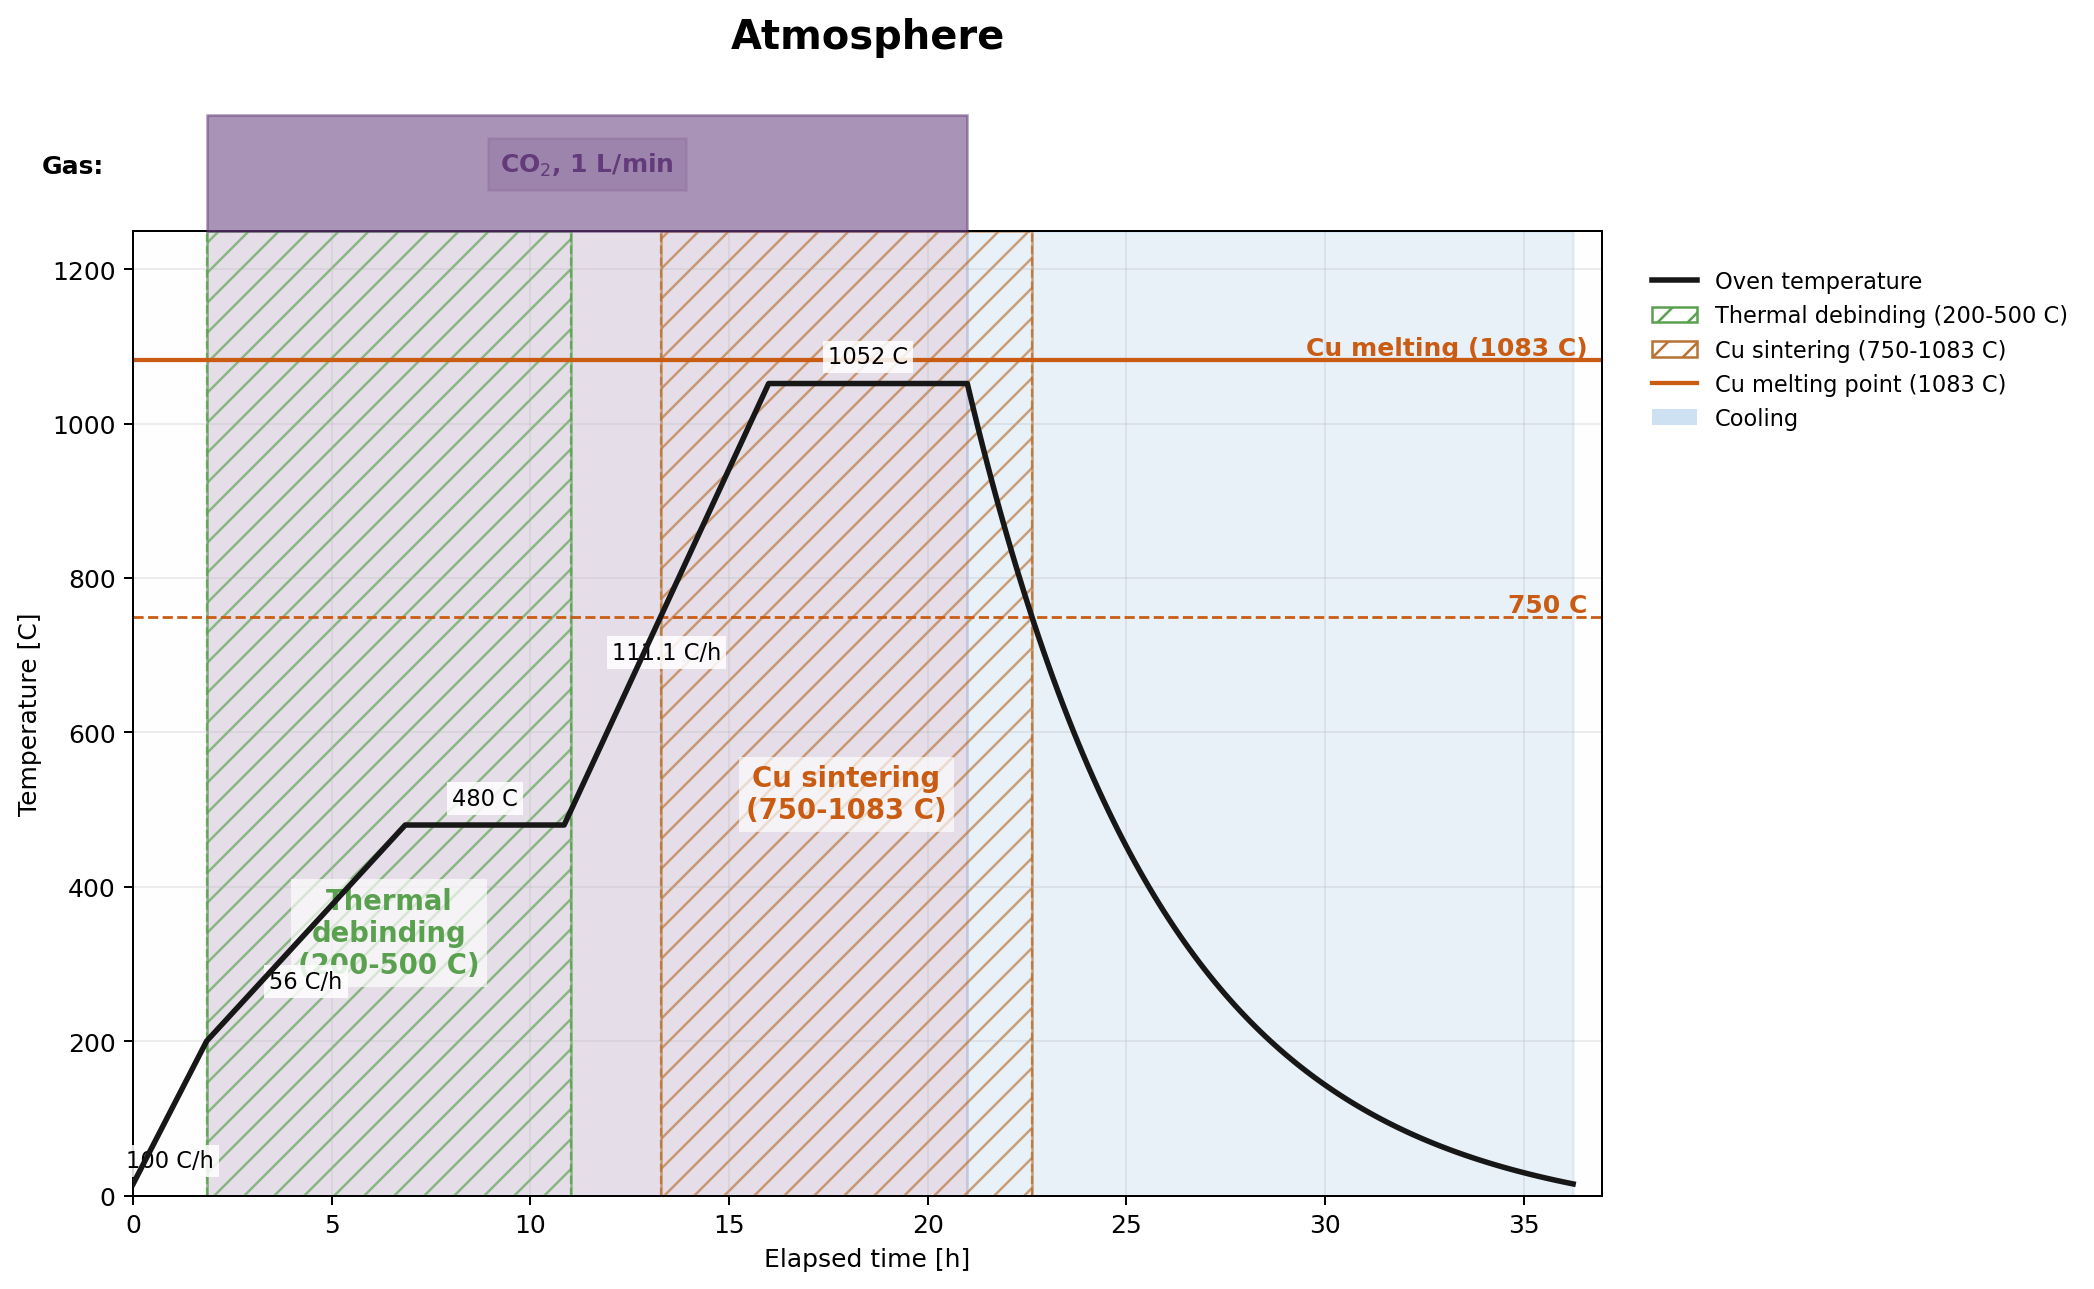 Atmosphere
Gas:
CO₂, 1 L/min
Oven temperature
Thermal debinding (200-500 C)
Cu sintering (750-1083 C)
Cu melting point (1083 C)
Cooling
Cu melting (1083 C)
1052 C
750 C
111.1 C/h
Cu sintering
(750-1083 C)
480 C
Thermal
debinding
(200-500 C)
56 C/h
100 C/h
Temperature [C]
1200
1000
800
600
400
200
0
0 5 10 15 20 25 30 35
Elapsed time [h]